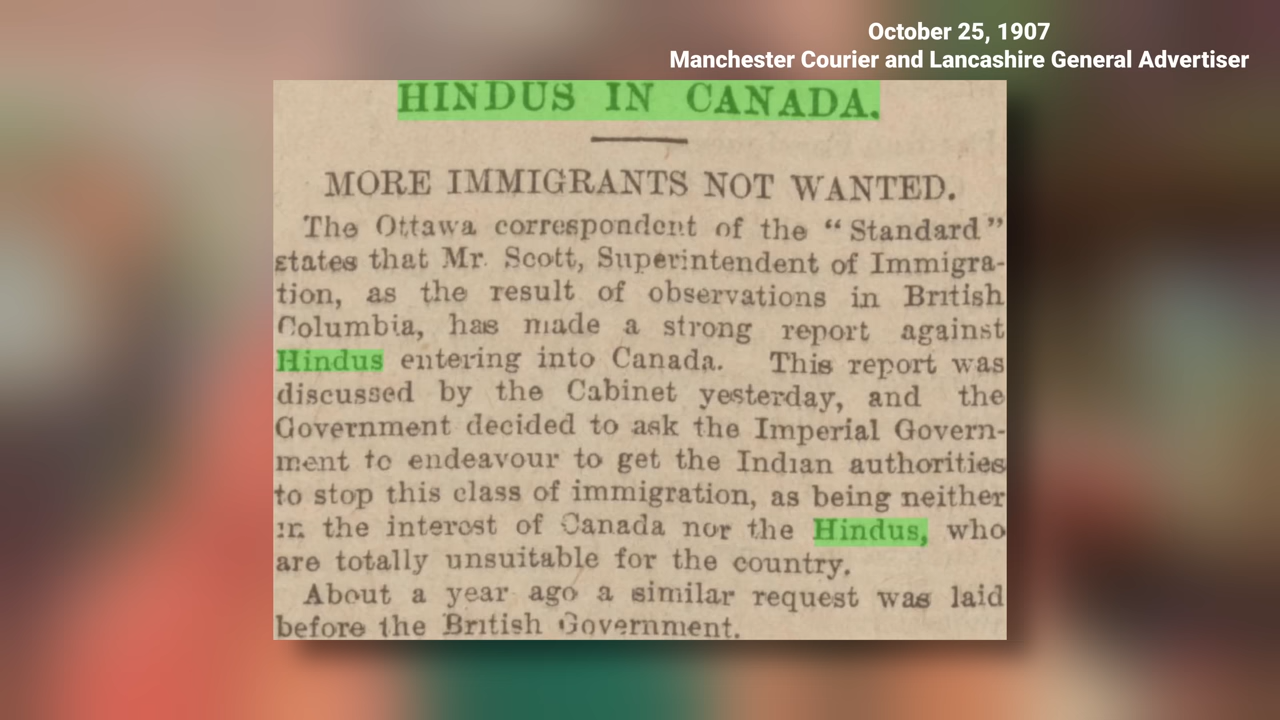 October 25, 1907
Manchester Courier and Lancashire General Advertiser
HINDUS IN CANADA.
MORE IMMIGRANTS NOT WANTED.
The Ottawa correspondent of the “Standard”
states that Mr. Scott, Superintendent of Immigra-
tion, as the result of observations in British
Columbia, has made a strong report against
Hindus entering into Canada. This report was
discussed by the Cabinet yesterday, and the
Government decided to ask the Imperial Govern-
ment to endeavour to get the Indian authorities
to stop this class of immigration, as being neither
in the interest of Canada nor the Hindus, who
are totally unsuitable for the country.
About a year ago a similar request was laid
before the British Government.